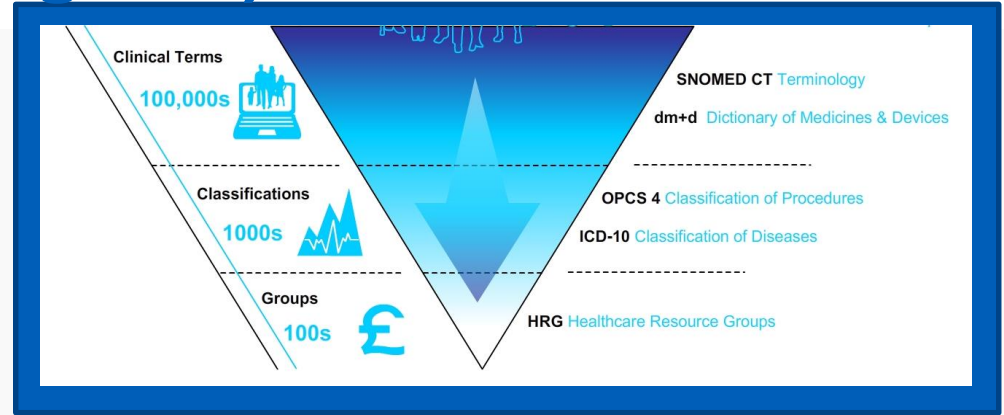 Clinical Terms
100,000s
SNOMED CT Terminology
dm+d Dictionary of Medicines & Devices
Classifications
1000s
OPCS 4 Classification of Procedures
ICD-10 Classification of Diseases
Groups
100s
£
HRG Healthcare Resource Groups